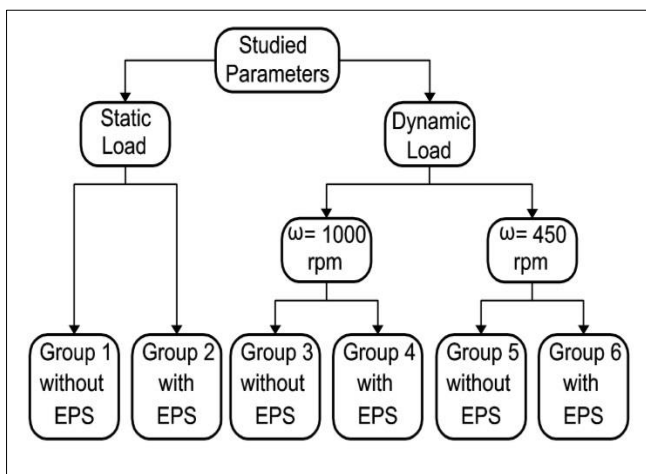 Studied
Parameters
Static
Load
Dynamic
Load
ω= 1000
rpm
ω= 450
rpm
Group 1
without
EPS
Group 2
with
EPS
Group 3
without
EPS
Group 4
with
EPS
Group 5
without
EPS
Group 6
with
EPS